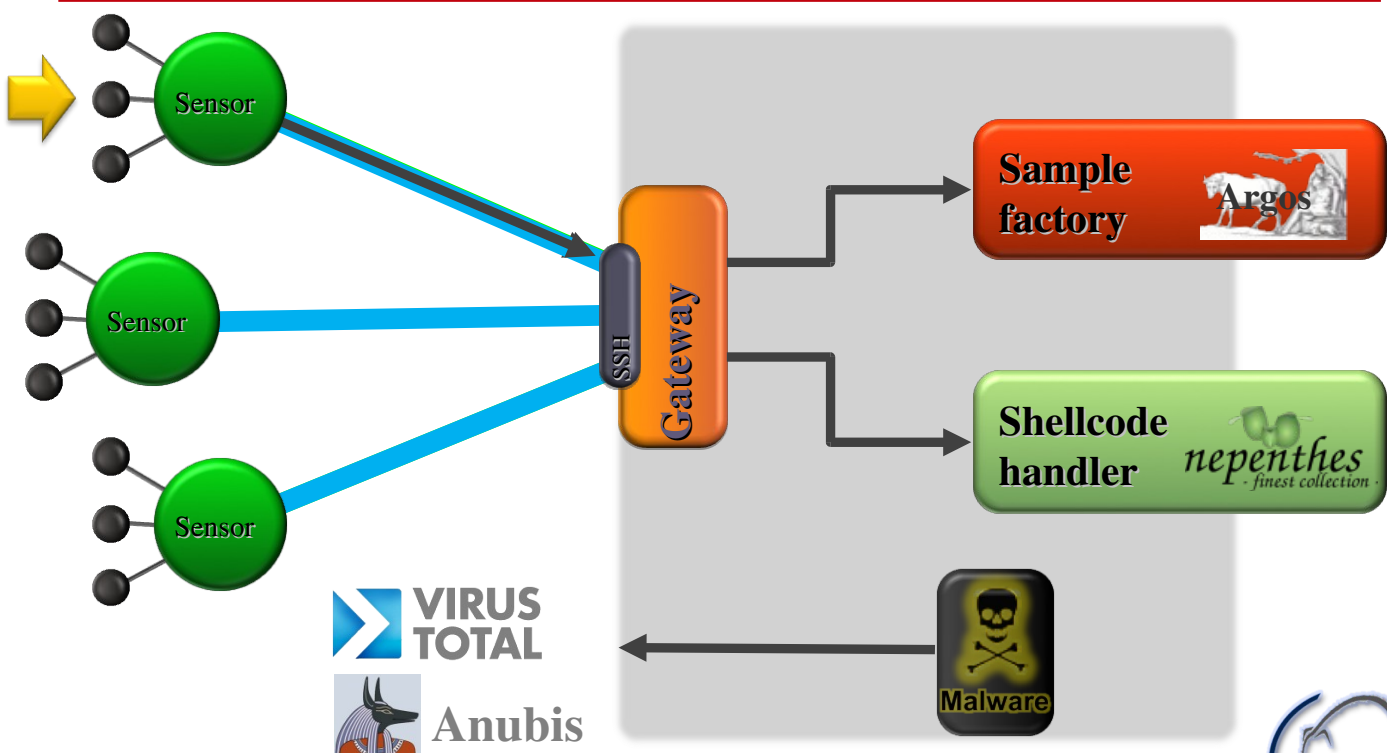 Sensor
Sensor
Sensor
SSH
Gateway
Sample
factory
Argos
Shellcode
handler
nepenthes
- finest collection -
VIRUS
TOTAL
Anubis
Malware